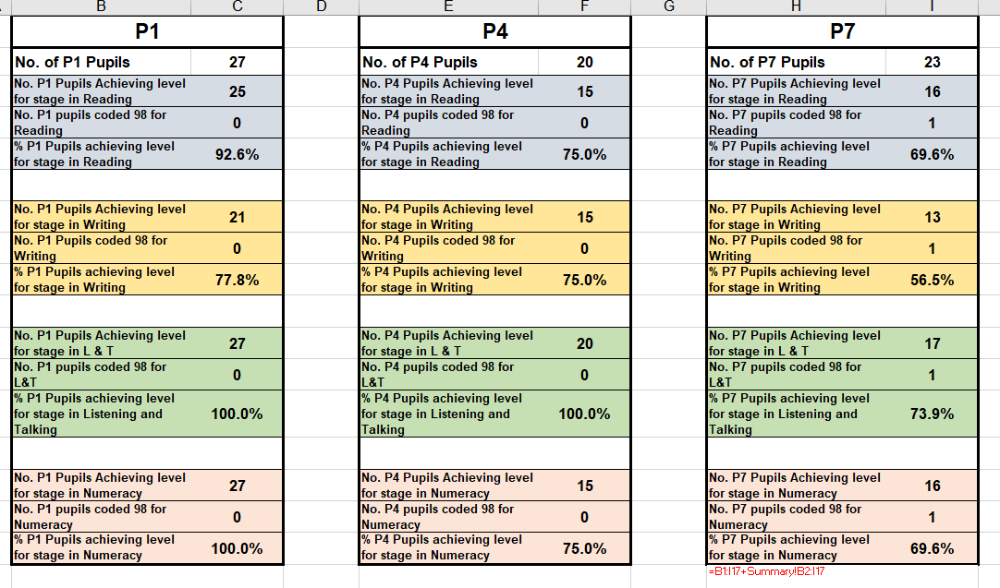 B C D E F G H I
P1 P4 P7
No. of P1 Pupils 27 No. of P4 Pupils 20 No. of P7 Pupils 23
No. P1 Pupils Achieving level No. P4 Pupils Achieving level No. P7 Pupils Achieving level
for stage in Reading 25 for stage in Reading 15 for stage in Reading 16
No. P1 pupils coded 98 for No. P4 pupils coded 98 for No. P7 pupils coded 98 for
Reading 0 Reading 0 Reading 1
% P1 Pupils achieving level % P4 Pupils achieving level % P7 Pupils achieving level
for stage in Reading 92.6% for stage in Reading 75.0% for stage in Reading 69.6%
No. P1 Pupils Achieving level No. P4 Pupils Achieving level No. P7 Pupils Achieving level
for stage in Writing 21 for stage in Writing 15 for stage in Writing 13
No. P1 Pupils coded 98 for No. P4 Pupils coded 98 for No. P7 Pupils coded 98 for
Writing 0 Writing 0 Writing 1
% P1 Pupils achieving level % P4 Pupils achieving level % P7 Pupils achieving level
for stage in Writing 77.8% for stage in Writing 75.0% for stage in Writing 56.5%
No. P1 Pupils Achieving level No. P4 Pupils Achieving level No. P7 Pupils Achieving level
for stage in L & T 27 for stage in L & T 20 for stage in L & T 17
No. P1 pupils coded 98 for No. P4 pupils coded 98 for No. P7 pupils coded 98 for
L&T 0 L&T 0 L&T 1
% P1 Pupils achieving level % P4 Pupils achieving level % P7 Pupils achieving level
for stage in Listening and 100.0% for stage in Listening and 100.0% for stage in Listening and 73.9%
Talking Talking Talking
No. P1 Pupils Achieving level No. P4 Pupils Achieving level No. P7 Pupils Achieving level
for stage in Numeracy 27 for stage in Numeracy 15 for stage in Numeracy 16
No. P1 pupils coded 98 for No. P4 pupils coded 98 for No. P7 pupils coded 98 for
Numeracy 0 Numeracy 0 Numeracy 1
% P1 Pupils achieving level % P4 Pupils achieving level % P7 Pupils achieving level
for stage in Numeracy 100.0% for stage in Numeracy 75.0% for stage in Numeracy 69.6%
=B1:I17+Summary!B2:I17